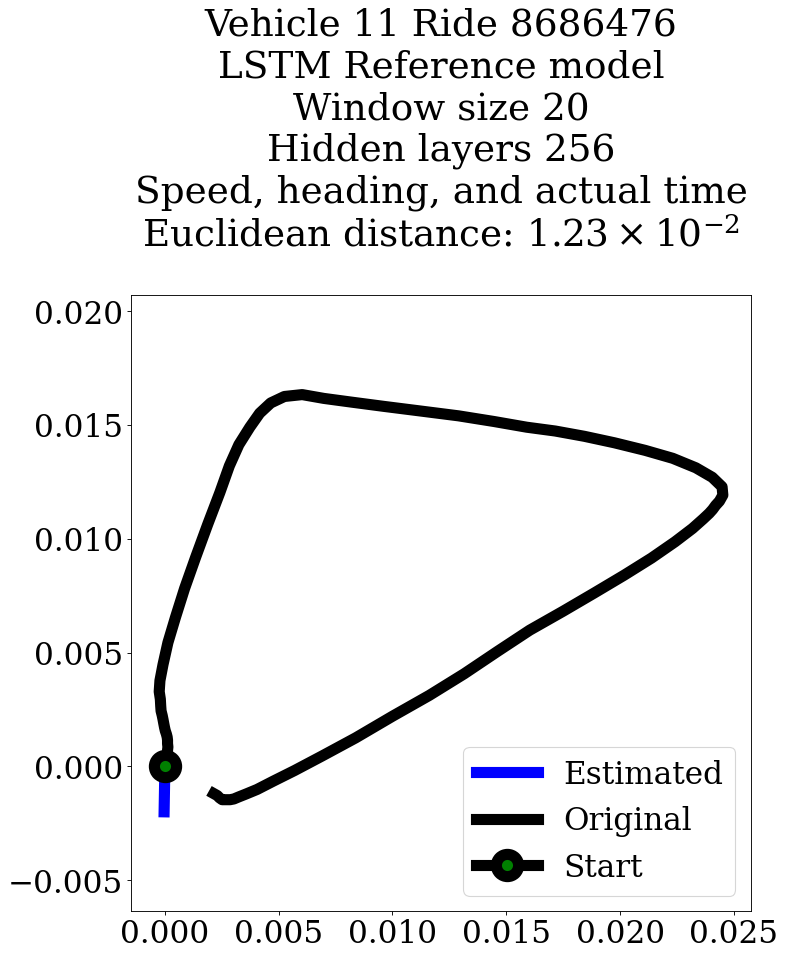 Vehicle 11 Ride 8686476
LSTM Reference model
Window size 20
Hidden layers 256
Speed, heading, and actual time
Euclidean distance: 1.23 × 10⁻²
0.020
0.015
0.010
0.005
0.000
−0.005
Estimated
Original
Start
0.000 0.005 0.010 0.015 0.020 0.025